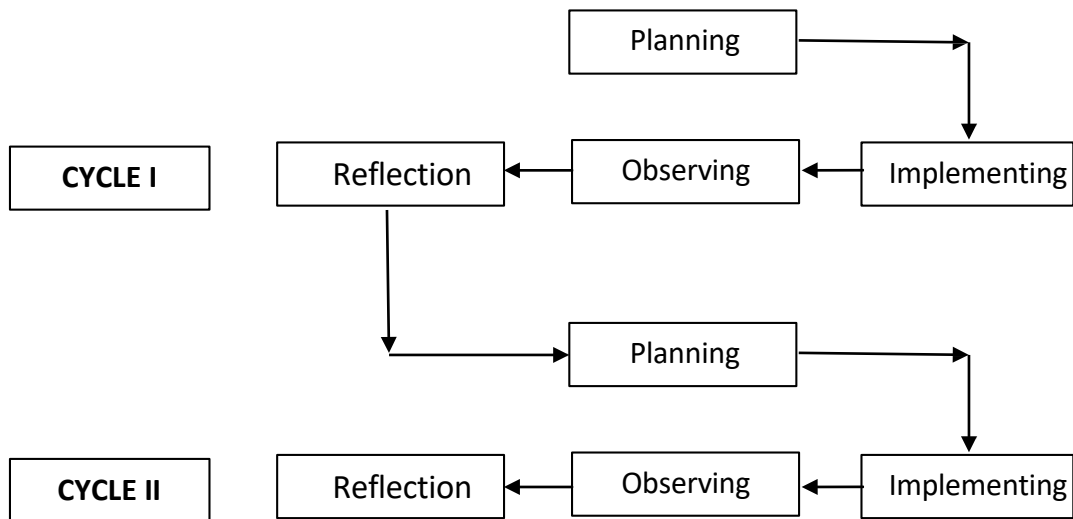 Planning
CYCLE I
Reflection
Observing
Implementing
Planning
CYCLE II
Reflection
Observing
Implementing